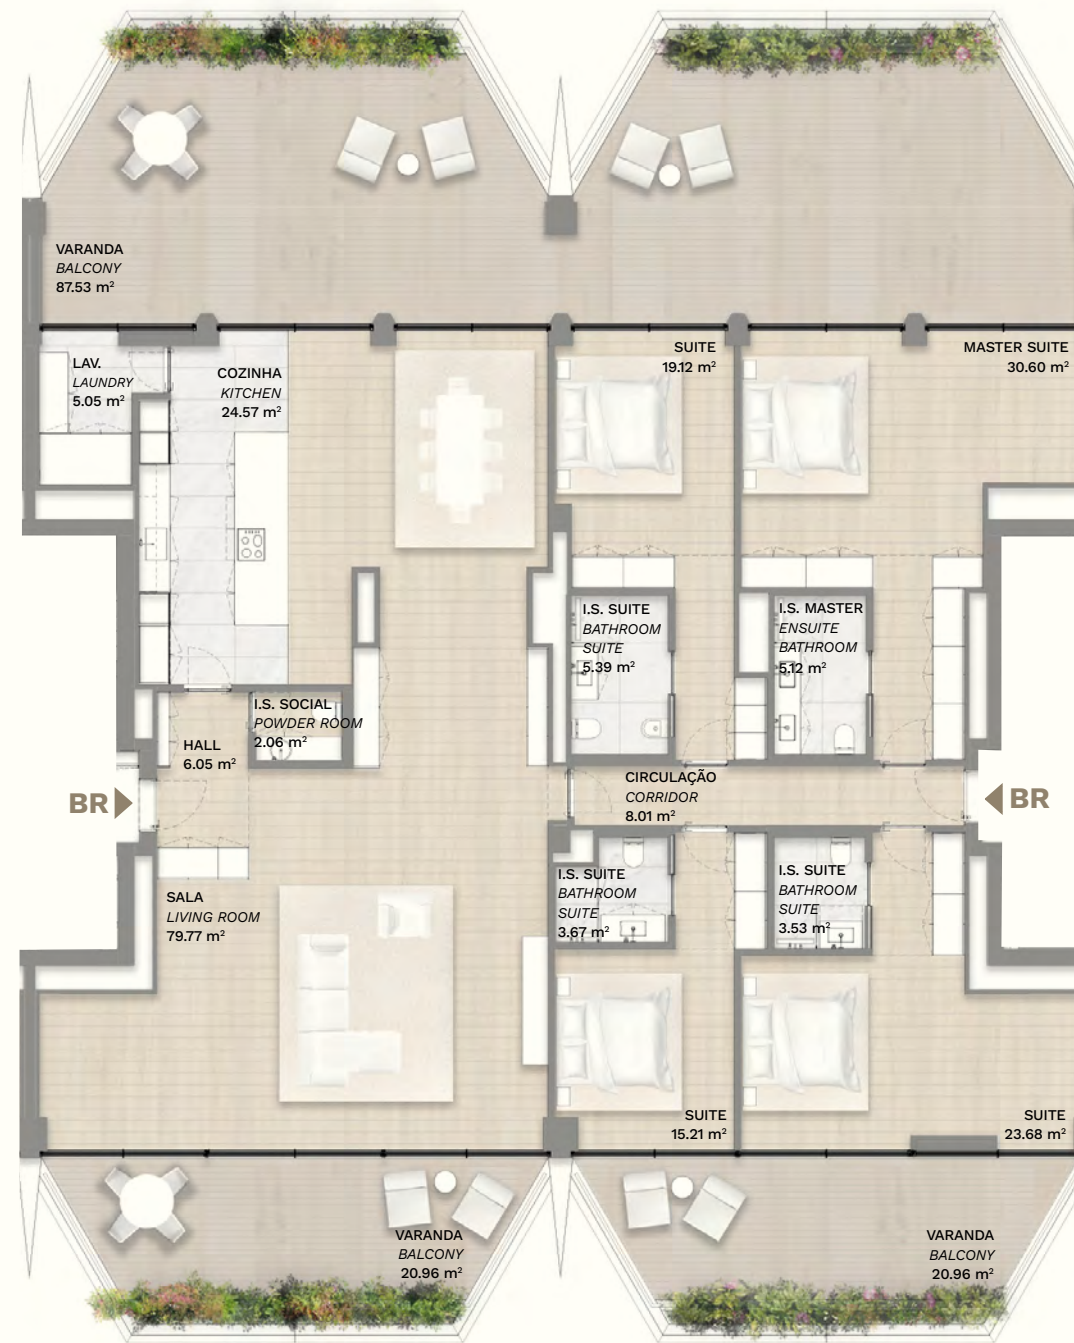 VARANDA
BALCONY
87.53 m²
LAV.
LAUNDRY
5.05 m²
COZINHA
KITCHEN
24.57 m²
SUITE
19.12 m²
MASTER SUITE
30.60 m²
I.S. SUITE
BATHROOM
SUITE
5.39 m²
I.S. MASTER
ENSUITE
BATHROOM
5.12 m²
I.S. SOCIAL
POWDER ROOM
2.06 m²
HALL
6.05 m²
CIRCULAÇÃO
CORRIDOR
8.01 m²
BR
BR
SALA
LIVING ROOM
79.77 m²
I.S. SUITE
BATHROOM
SUITE
3.67 m²
I.S. SUITE
BATHROOM
SUITE
3.53 m²
SUITE
15.21 m²
SUITE
23.68 m²
VARANDA
BALCONY
20.96 m²
VARANDA
BALCONY
20.96 m²